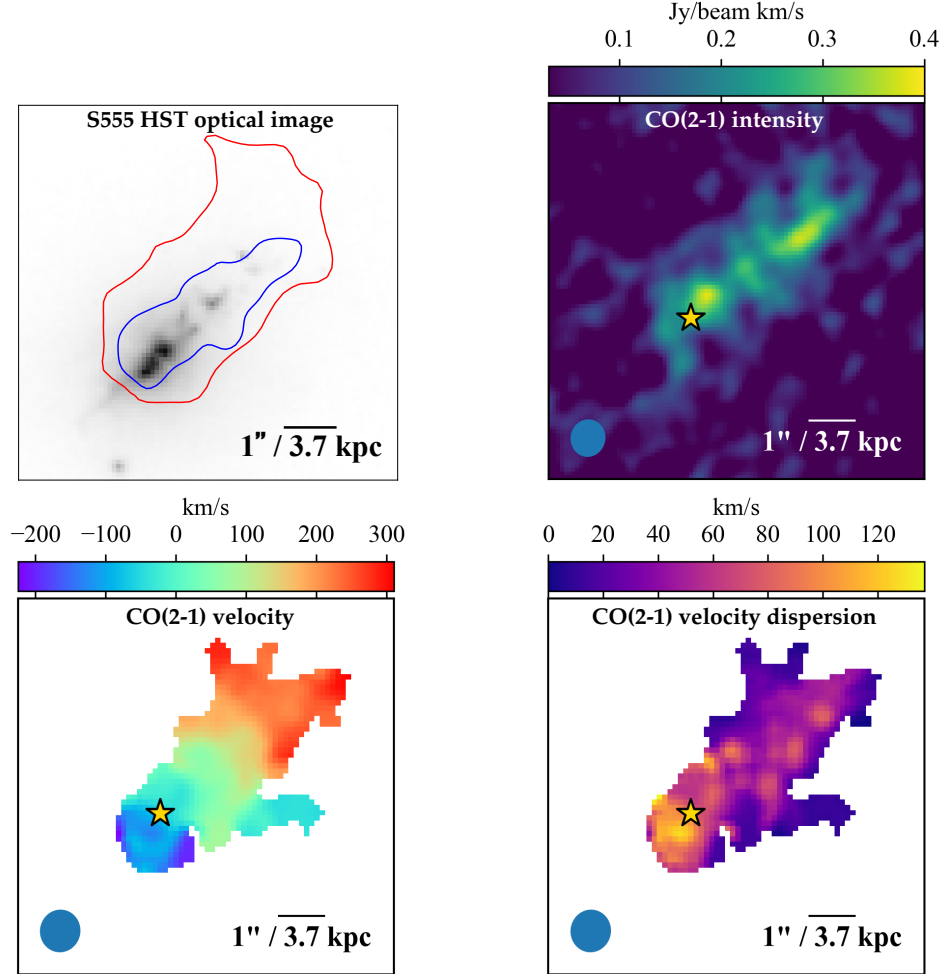 Jy/beam km/s
0.1 0.2 0.3 0.4
S555 HST optical image
CO(2-1) intensity
1" / 3.7 kpc
1" / 3.7 kpc
km/s
−200 −100 0 100 200 300
km/s
0 20 40 60 80 100 120
CO(2-1) velocity
CO(2-1) velocity dispersion
1" / 3.7 kpc
1" / 3.7 kpc